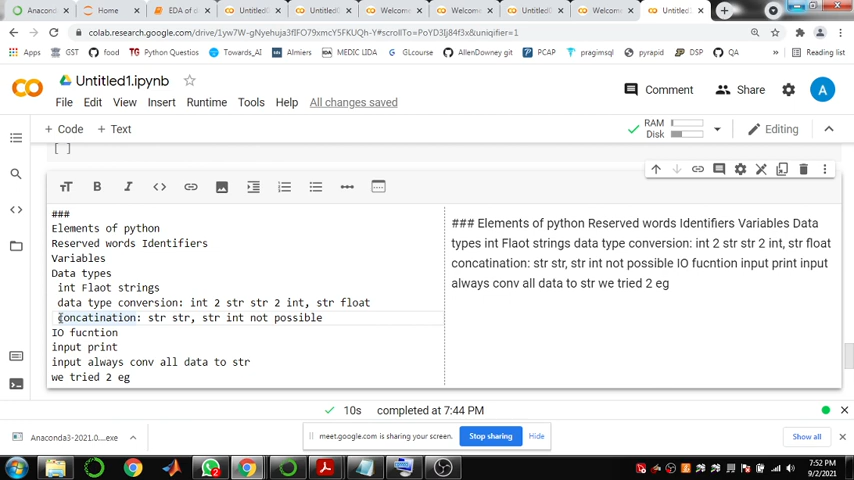 Anaconda
Home
EDA of c
Untitled
Untitled
Welcome
Welcome
Untitled
Welcome
Untitled
colab.research.google.com/drive/1yw7W-gNyehuja3flFO79xmcY5FKUQh-Y#scrollTo=PoYD3Ij84f3x&uniqifier=1
Apps
GST
food
TG
Python Questions
Towards_AI
Almiers
MEDIC LIDA
GLcourse
AllenDowney git
PCAP
pragimsql
pyrapid
DSP
QA
Reading list
Untitled1.ipynb
Comment
Share
A
File Edit View Insert Runtime Tools Help All changes saved
+ Code + Text
RAM
Disk
Editing
[ ]
###
Elements of python
Reserved words Identifiers
Variables
Data types
int Flaot strings
data type conversion: int 2 str str 2 int, str float
concatination: str str, str int not possible
IO fucntion
input print
input always conv all data to str
we tried 2 eg
### Elements of python Reserved words Identifiers Variables Data
types int Flaot strings data type conversion: int 2 str str 2 int, str float
concatination: str str, str int not possible IO fucntion input print input
always conv all data to str we tried 2 eg
10s completed at 7:44 PM
Anaconda3-2021.0....exe
meet.google.com is sharing your screen.
Stop sharing
Hide
Show all
7:52 PM
9/2/2021